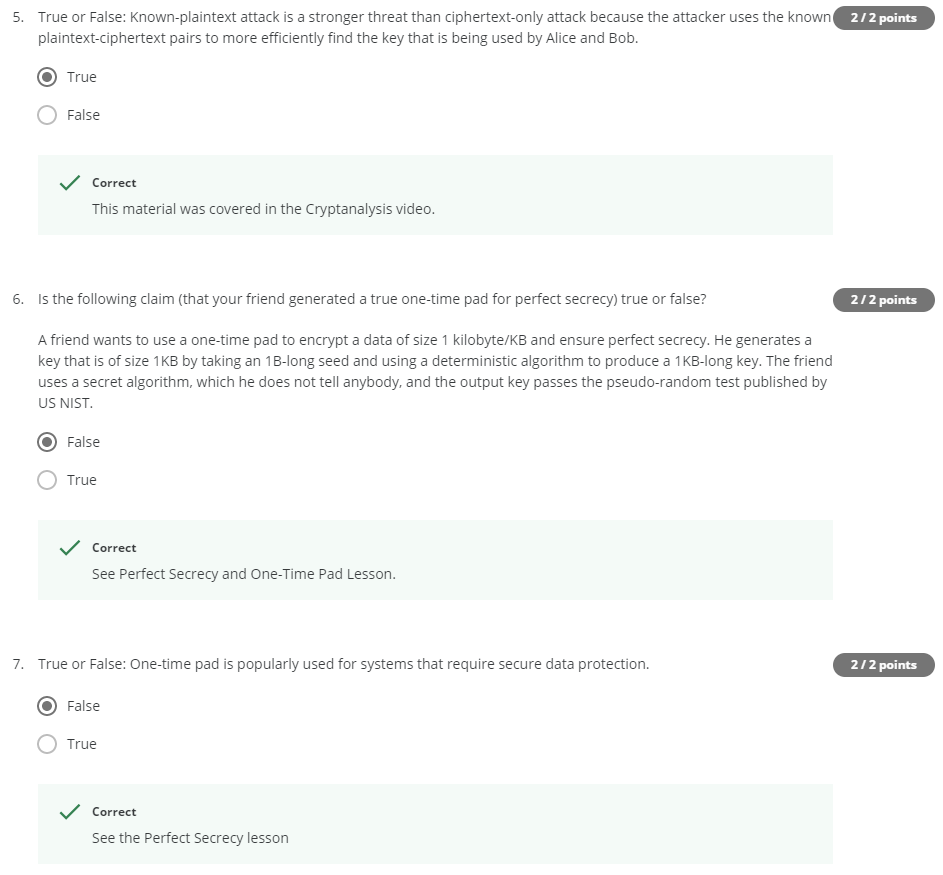 5. True or False: Known-plaintext attack is a stronger threat than ciphertext-only attack because the attacker uses the known 2 / 2 points
plaintext-ciphertext pairs to more efficiently find the key that is being used by Alice and Bob.
True
False
Correct
This material was covered in the Cryptanalysis video.
6. Is the following claim (that your friend generated a true one-time pad for perfect secrecy) true or false? 2 / 2 points
A friend wants to use a one-time pad to encrypt a data of size 1 kilobyte/KB and ensure perfect secrecy. He generates a
key that is of size 1KB by taking an 1B-long seed and using a deterministic algorithm to produce a 1KB-long key. The friend
uses a secret algorithm, which he does not tell anybody, and the output key passes the pseudo-random test published by
US NIST.
False
True
Correct
See Perfect Secrecy and One-Time Pad Lesson.
7. True or False: One-time pad is popularly used for systems that require secure data protection. 2 / 2 points
False
True
Correct
See the Perfect Secrecy lesson